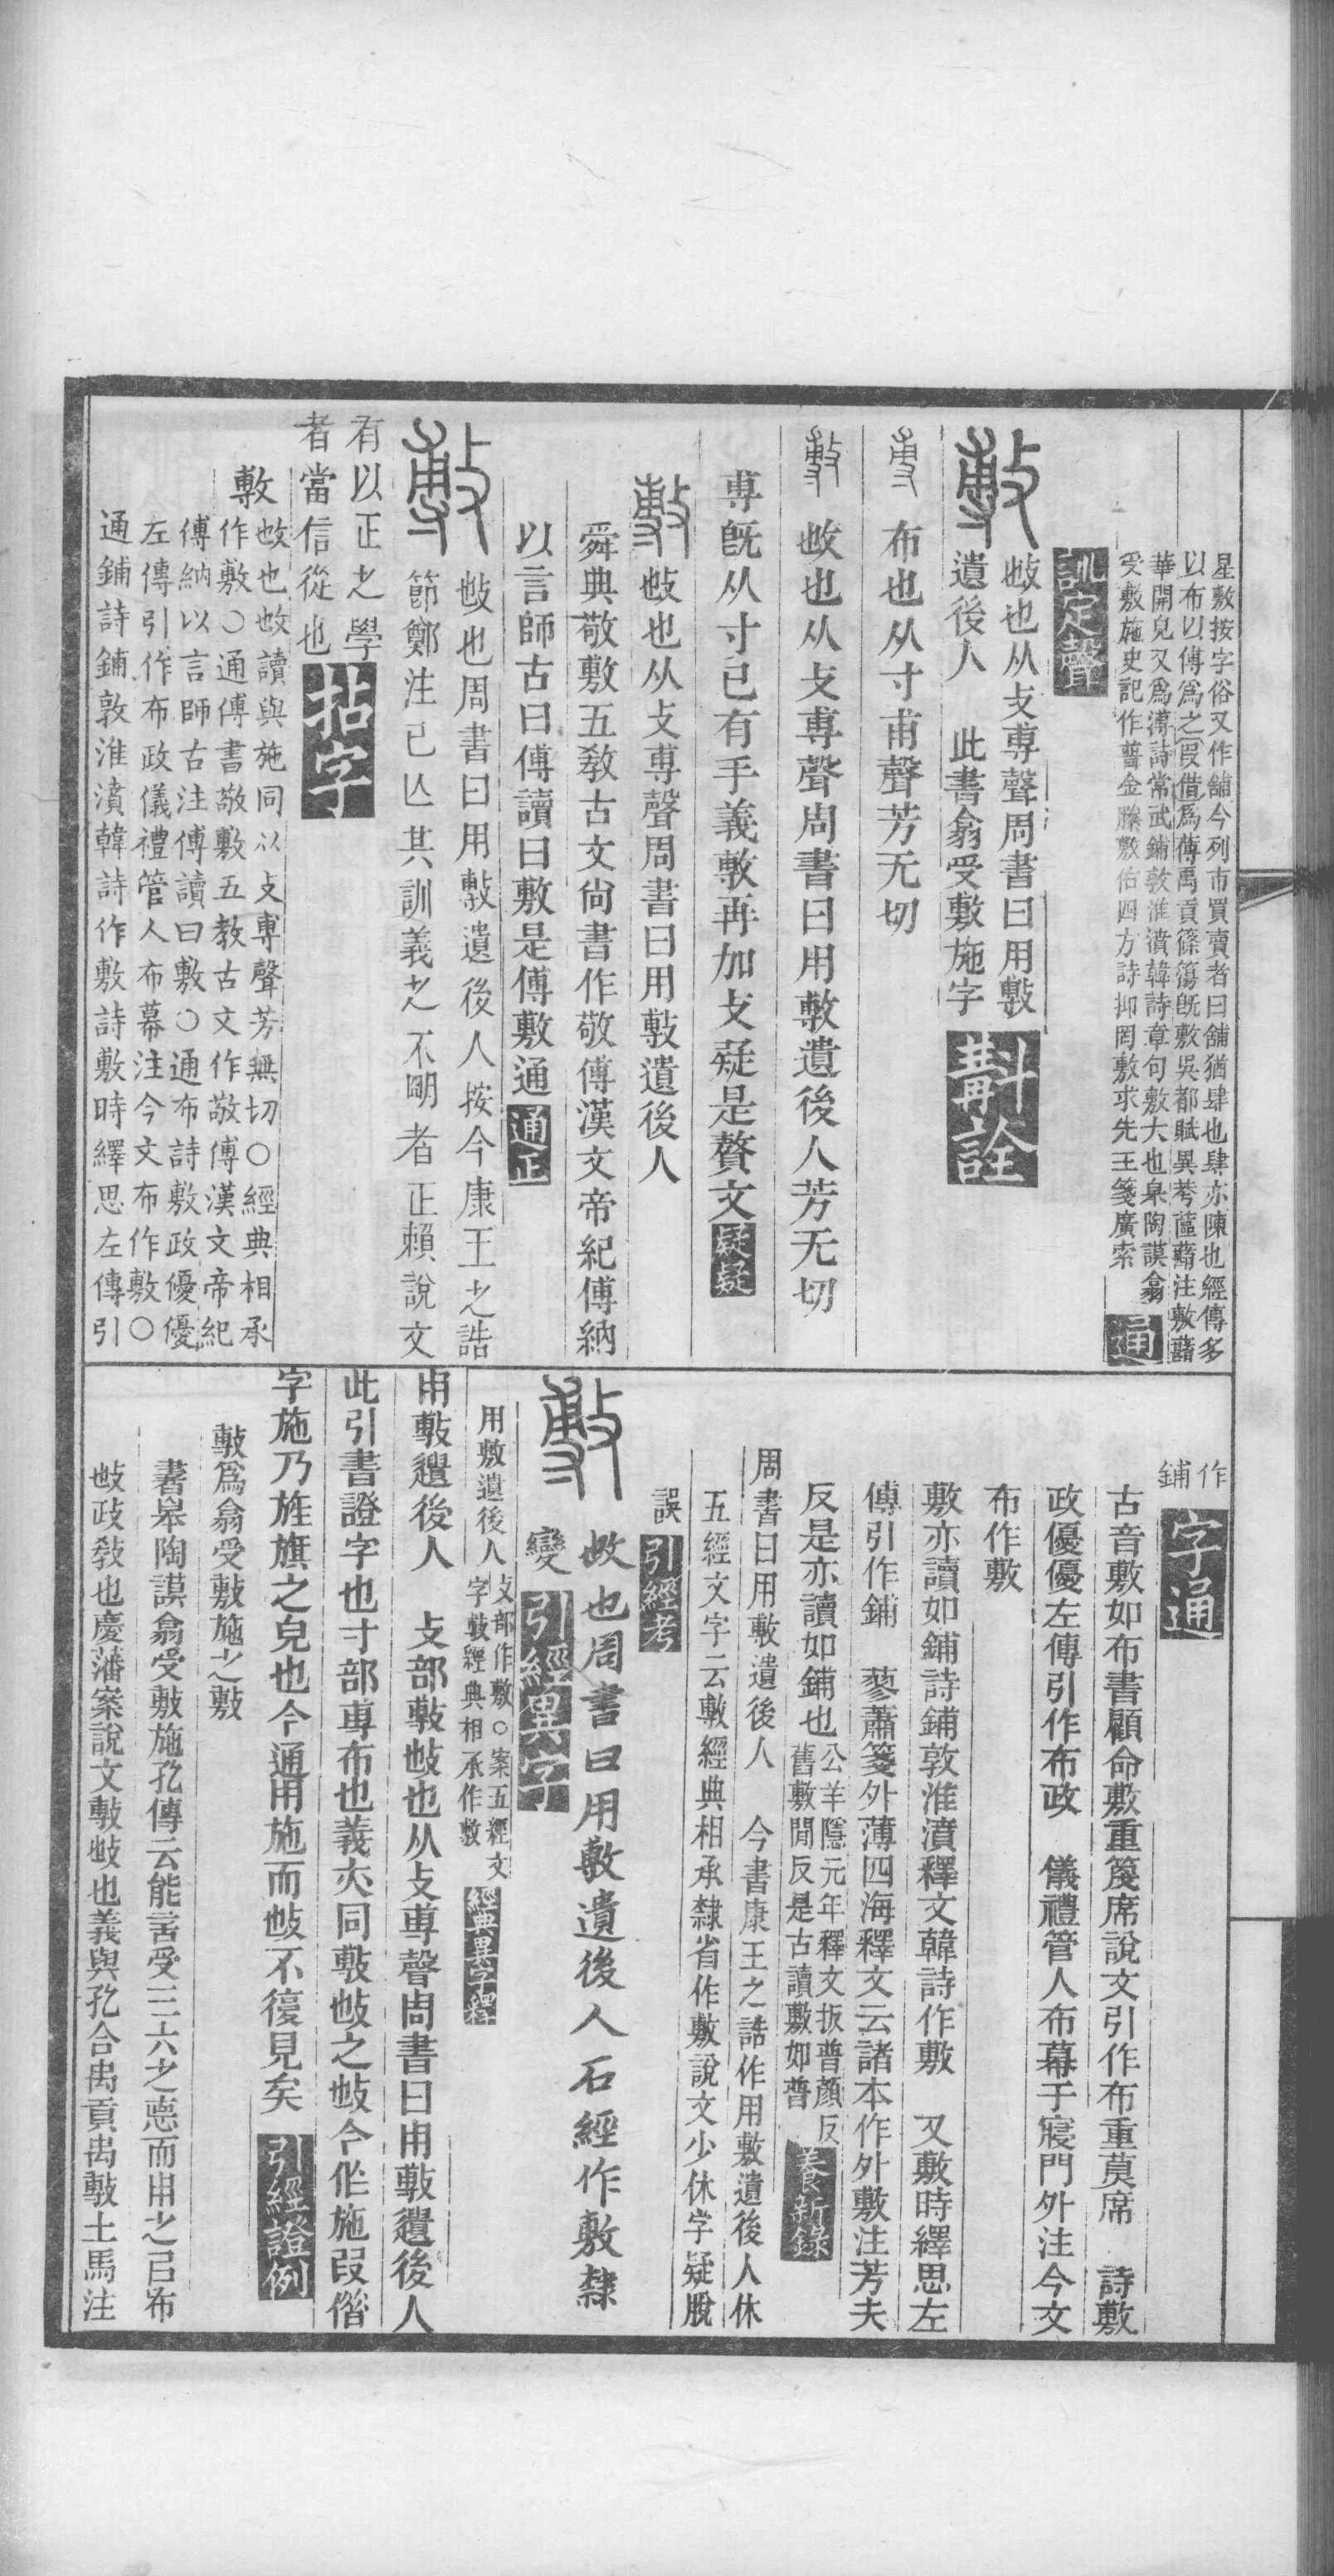 星敷按字俗又作舖今列市買賣者曰舖猶肆也肆亦陳也經傳多
以布以傅爲之叚借爲傅禹貢篠簜旣敷吳都賦異荂蓲蘛注敷蘛
華開皃又爲溥詩常武鋪敦淮濆韓詩章句敷大也皋陶謨翕
受敷施史記作普金縢敷佑四方詩抑罔敷求先王箋廣索
通
訓定聲
敷
𢻱也从攴尃聲周書曰用敷
遺後人 此書翕受敷施字
斠詮
尃 布也从寸甫聲芳无切
敷 𢻱也从攴尃聲周書曰用敷遺後人芳无切
尃旣从寸已有手義敷再加攴疑是贅文
疑疑
敷 𢻱也从攴尃聲周書曰用敷遺後人
舜典敬敷五敎古文尙書作敬傅漢文帝紀傅納
以言師古曰傅讀曰敷是傅敷通
通正
敷 𢻱也周書曰用敷遺後人按今康王之誥
節鄭注已亾其訓義之不明者正賴說文
有以正之學
者當信從也
拈字
敷
𢻱也𢻱讀與施同以攴尃聲芳無切○經典相承
作敷○通傅書敬敷五教古文作敬傅漢文帝紀
傅納以言師古注傅讀曰敷○通布詩敷政優優
左傳引作布政儀禮管人布幕注今文布作敷○
通鋪詩鋪敦淮濆韓詩作敷詩敷時繹思左傳引
作
鋪
字通
古音敷如布書顧命敷重篾席說文引作布重莫席 詩敷
政優優左傳引作布政 儀禮管人布幕于寢門外注今文
布作敷
敷亦讀如鋪詩鋪敦淮濆釋文韓詩作敷 又敷時繹思左
傳引作鋪 蓼蕭箋外薄四海釋文云諸本作外敷注芳夫
反是亦讀如鋪也
公羊隱元年釋文扳普顏反
舊敷閒反是古讀敷如普
養新錄
周書曰用敷遺後人 今書康王之誥作用敷遺後人休
五經文字云敷經典相承隸省作敷說文少休字疑脫
誤
引經考
敷
𢻱也周書曰用敷遺後人石經作敷隸
變
引經異字
用敷遺後人
攴部作敷○案五經文
字敷經典相承作敷
經典異字釋
用敷遺後人 攴部敷𢻱也从攴尃聲周書曰用敷遺後人
此引書證字也寸部尃布也義夾同敷𢻱之𢻱今作施叚借
字施乃旌旗之皃也今通用施而𢻱不復見矣
引經證例
敷爲翕受敷施之敷
書皋陶謨翕受敷施孔傳云能合受三六之悳而用之㠯布
𢻱政敎也慶藩案說文敷𢻱也義與孔合禹貢禹敷土馬注